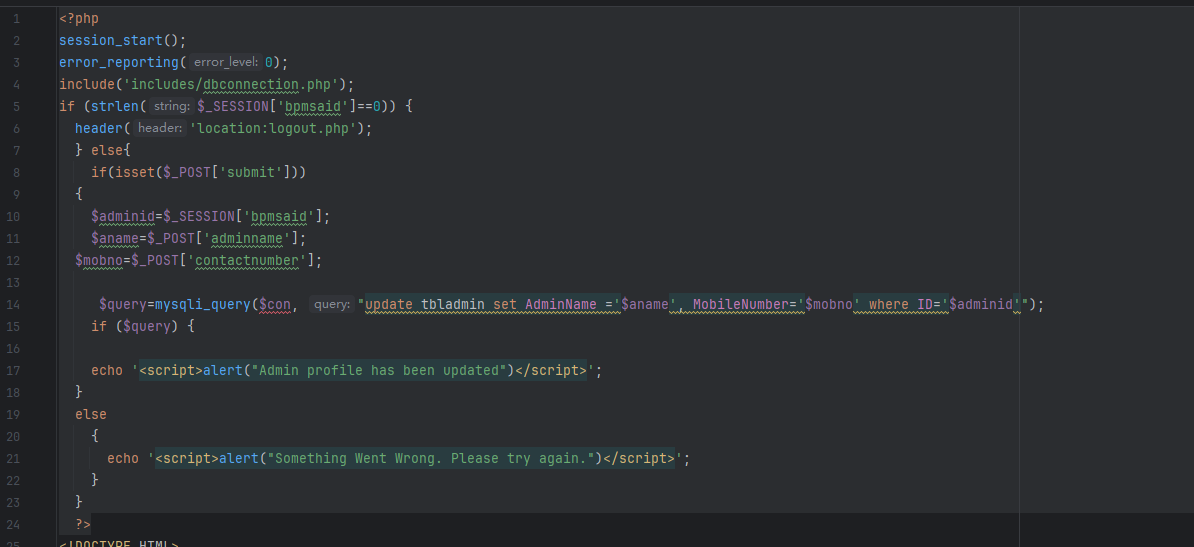 1 <?php
2 session_start();
3 error_reporting( error_level: 0);
4 include('includes/dbconnection.php');
5 if (strlen( string: $_SESSION['bpmsaid']==0)) {
6 header( header: 'location:logout.php');
7 } else{
8 if(isset($_POST['submit']))
9 {
10 $adminid=$_SESSION['bpmsaid'];
11 $aname=$_POST['adminname'];
12 $mobno=$_POST['contactnumber'];
13
14 $query=mysqli_query($con, query: "update tbladmin set AdminName ='$aname', MobileNumber='$mobno' where ID='$adminid'");
15 if ($query) {
16
17 echo '<script>alert("Admin profile has been updated")</script>';
18 }
19 else
20 {
21 echo '<script>alert("Something Went Wrong. Please try again.")</script>';
22 }
23 }
24 ?>
25 <!DOCTYPE HTML>